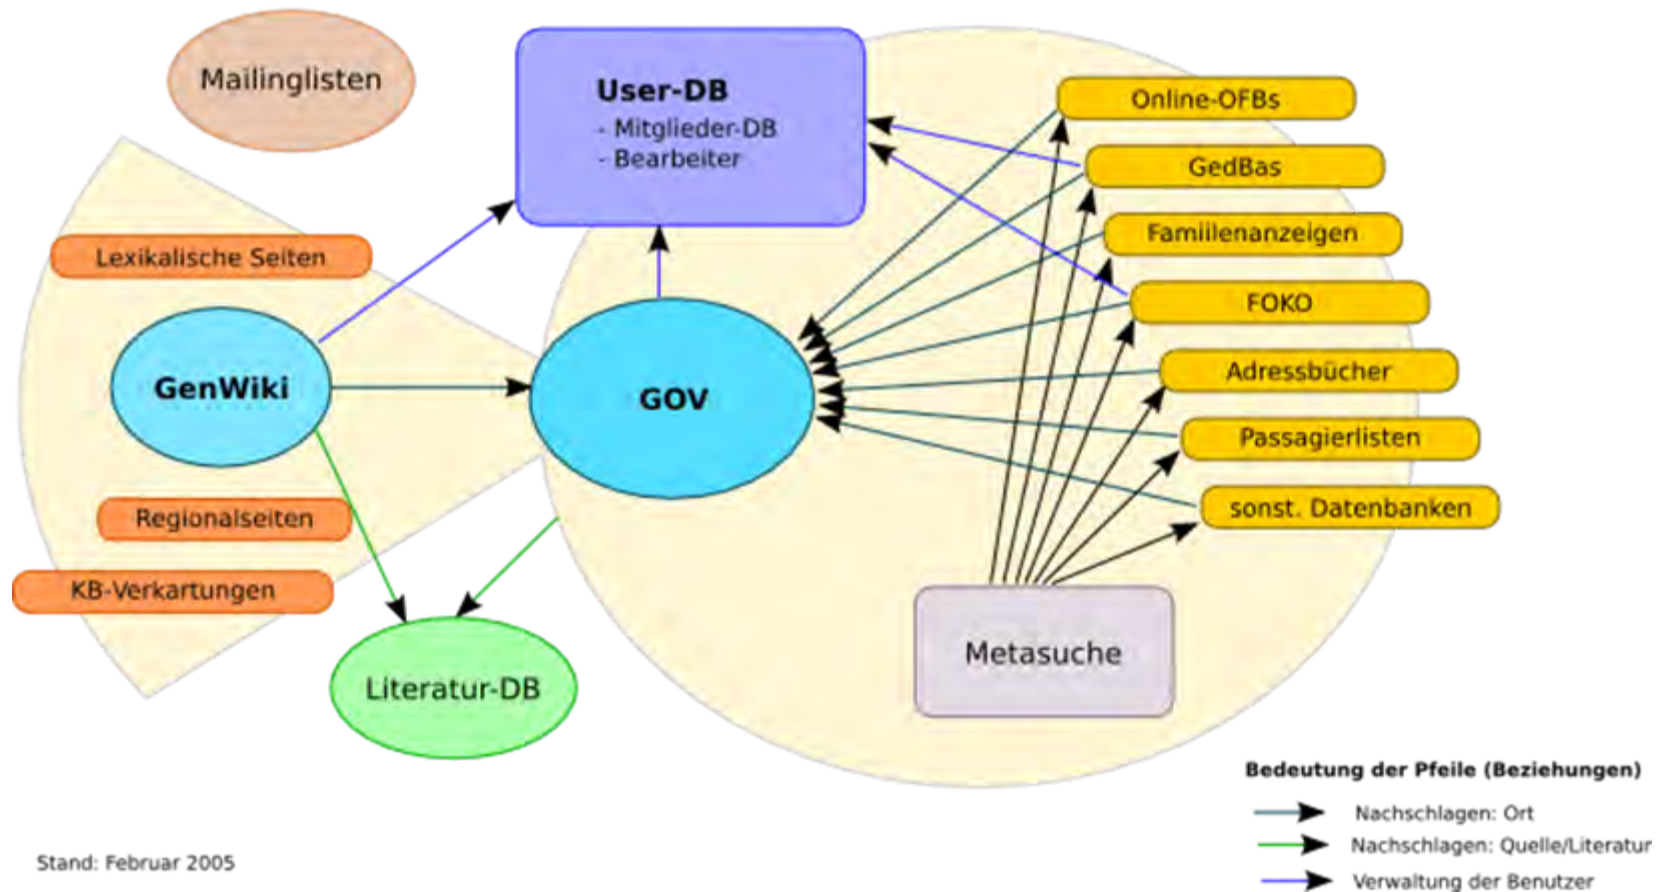 Mailinglisten
User-DB
- Mitglieder-DB
- Bearbeiter
Online-OFBs
GedBas
Famiilenanzeigen
FOKO
Adressbücher
Passagierlisten
sonst. Datenbanken
Lexikalische Seiten
GenWiki
GOV
Regionalseiten
KB-Verkartungen
Literatur-DB
Metasuche
Bedeutung der Pfeile (Beziehungen)
Nachschlagen: Ort
Nachschlagen: Quelle/Literatur
Verwaltung der Benutzer
Stand: Februar 2005